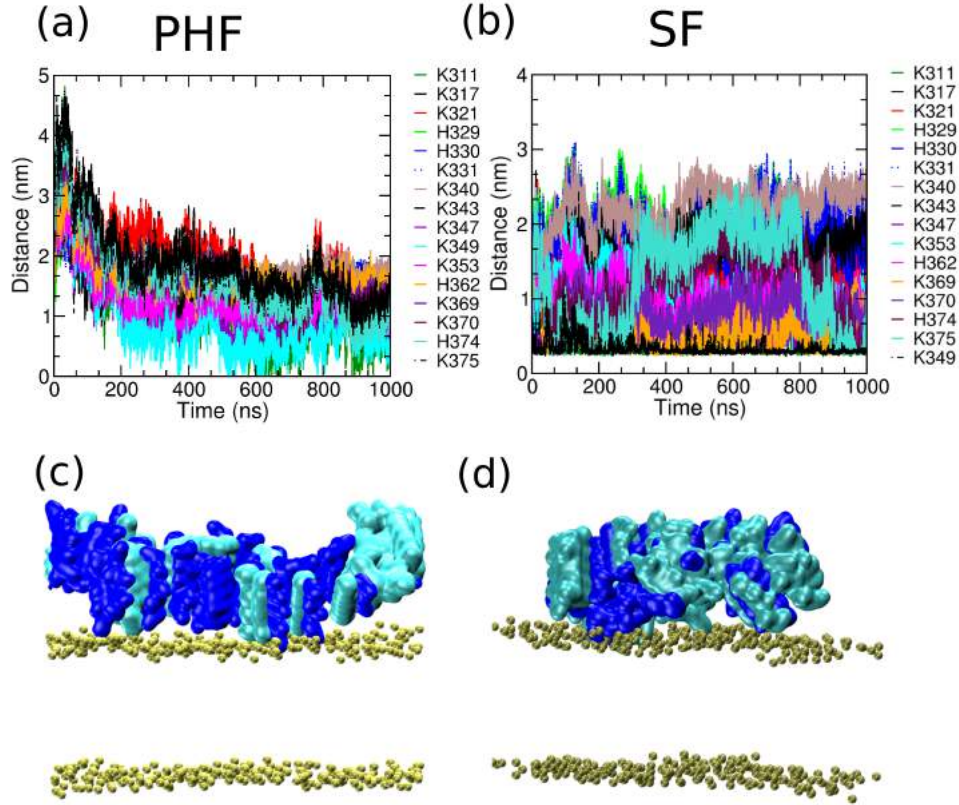 (a) PHF
5
4
3
2
1
0
Distance (nm)
0 200 400 600 800 1000
Time (ns)
K311
K317
K321
H329
H330
K331
K340
K343
K347
K349
K353
H362
K369
K370
H374
K375
(b) SF
4
3
2
1
0
Distance (nm)
0 200 400 600 800 1000
Time (ns)
K311
K317
K321
H329
H330
K331
K340
K343
K347
K353
H362
K369
K370
H374
K375
K349
(c)
(d)